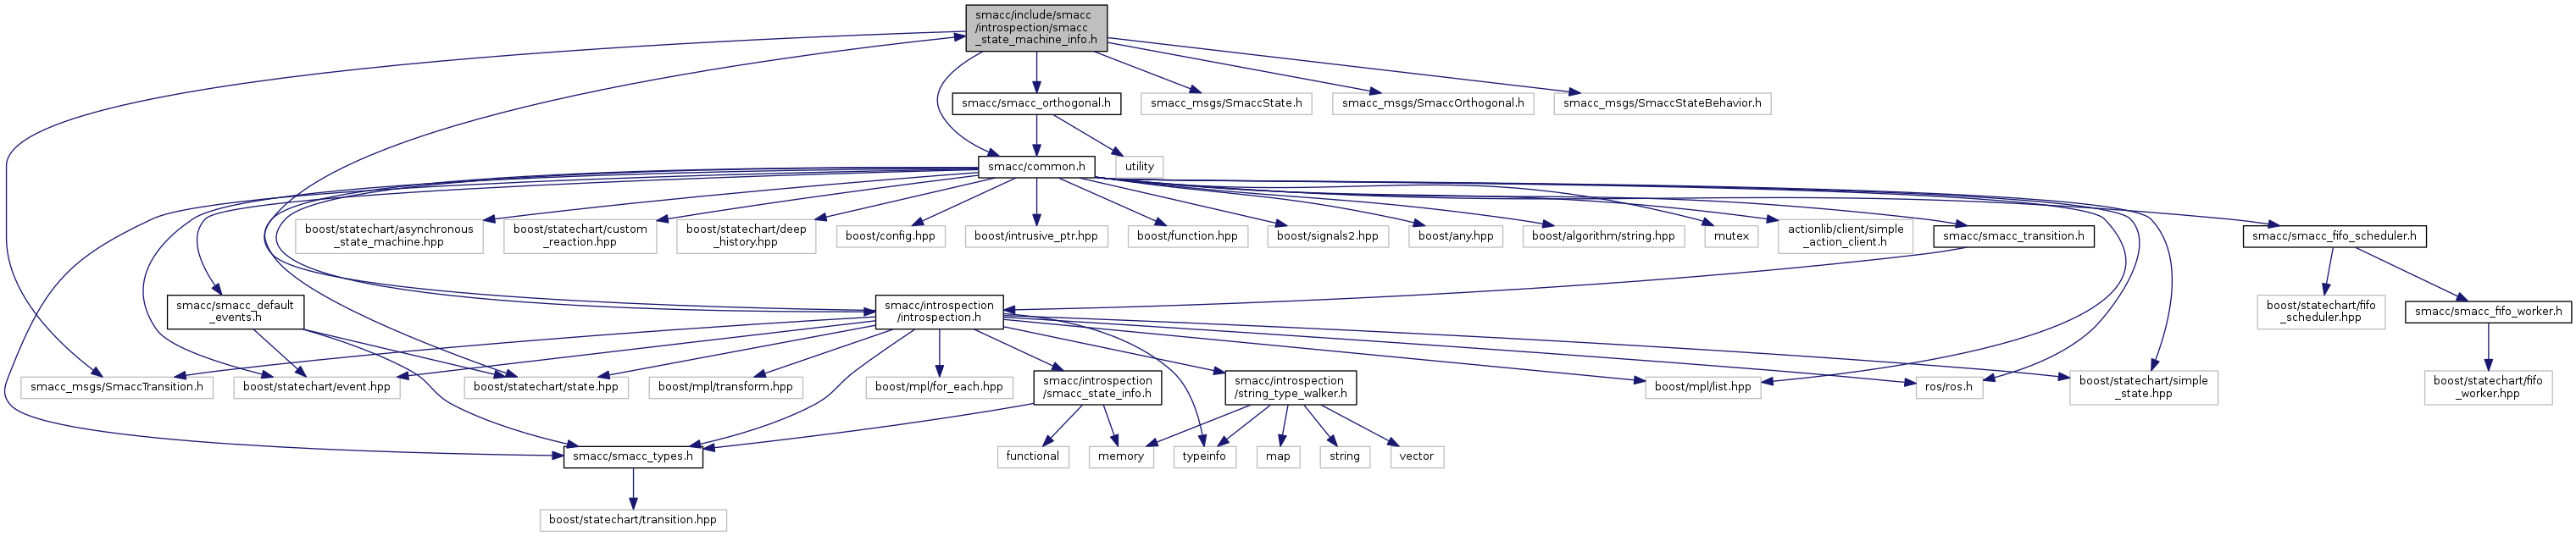 smacc/include/smacc
/introspection/smacc
_state_machine_info.h
smacc/smacc_orthogonal.h
smacc_msgs/SmaccState.h
smacc_msgs/SmaccOrthogonal.h
smacc_msgs/SmaccStateBehavior.h
smacc/common.h
utility
boost/statechart/asynchronous
_state_machine.hpp
boost/statechart/custom
_reaction.hpp
boost/statechart/deep
_history.hpp
boost/config.hpp
boost/intrusive_ptr.hpp
boost/function.hpp
boost/signals2.hpp
boost/any.hpp
boost/algorithm/string.hpp
mutex
actionlib/client/simple
_action_client.h
smacc/smacc_transition.h
smacc/smacc_fifo_scheduler.h
smacc/smacc_default
_events.h
smacc/introspection
/introspection.h
boost/statechart/fifo
_scheduler.hpp
smacc/smacc_fifo_worker.h
smacc_msgs/SmaccTransition.h
boost/statechart/event.hpp
boost/statechart/state.hpp
boost/mpl/transform.hpp
boost/mpl/for_each.hpp
smacc/introspection
/smacc_state_info.h
smacc/introspection
/string_type_walker.h
boost/mpl/list.hpp
ros/ros.h
boost/statechart/simple
_state.hpp
boost/statechart/fifo
_worker.hpp
smacc/smacc_types.h
functional
memory
typeinfo
map
string
vector
boost/statechart/transition.hpp